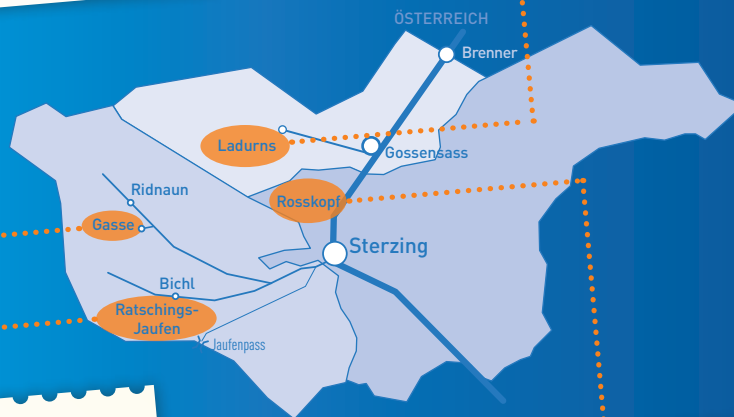 ÖSTERREICH
Brenner
Ladurns
Gossensass
Ridnaun
Rosskopf
Gasse
Sterzing
Bichl
Ratschings-
Jaufen
Jaufenpass